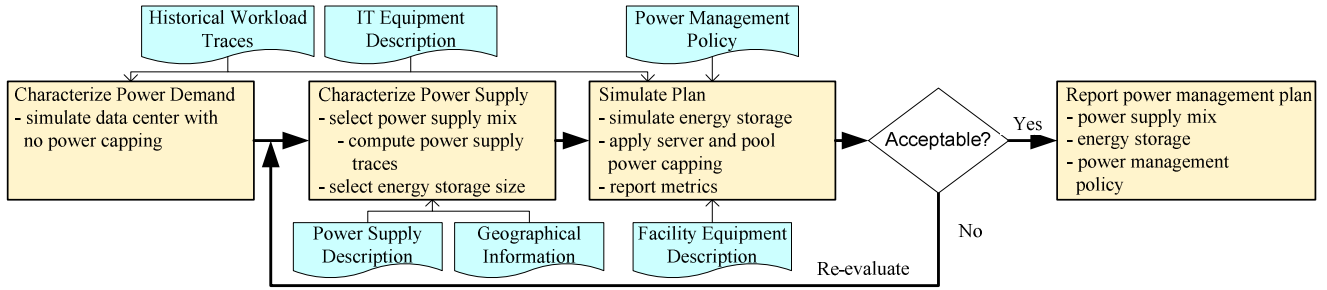 Historical Workload
Traces
IT Equipment
Description
Power Management
Policy
Characterize Power Demand
- simulate data center with
no power capping
Characterize Power Supply
- select power supply mix
- compute power supply
traces
- select energy storage size
Simulate Plan
- simulate energy storage
- apply server and pool
power capping
- report metrics
Acceptable?
Yes
Report power management plan
- power supply mix
- energy storage
- power management
policy
Power Supply
Description
Geographical
Information
Facility Equipment
Description
No
Re-evaluate